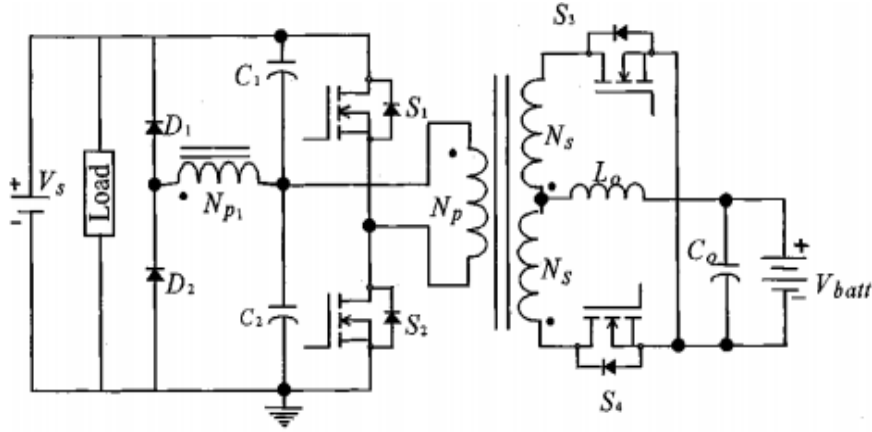 S3
C1
S1
D1
+
Vs
-
Load
Np1
Np
Ns
Lo
Ns
Co
+
Vbatt
-
D2
C2
S2
S4